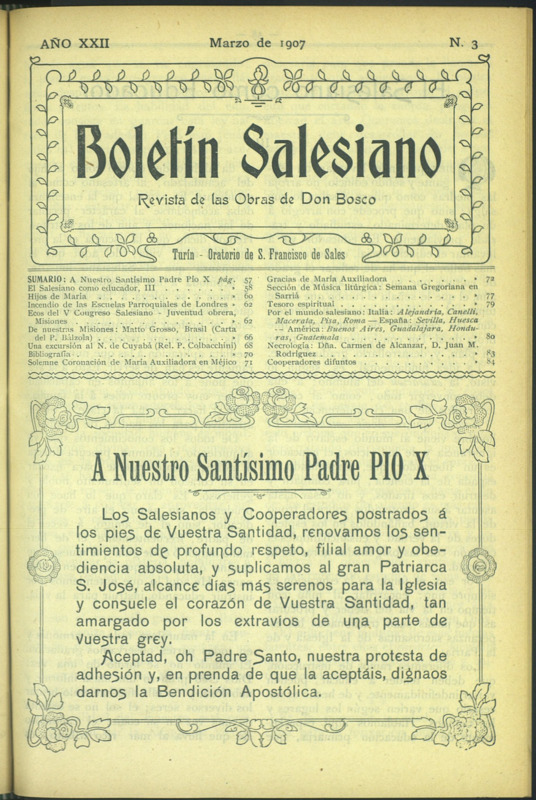 AÑO XXII Marzo de 1907 N. 3
Boletín Salesiano
Revista de las Obras de Don Bosco
Turín - Oratorio de S. Francisco de Sales
SUMARIO: A Nuestro Santísimo Padre Pío X pág. 57
El Salesiano como educador, III . . . . 58
Hijos de María . . . . 60
Incendio de las Escuelas Parroquiales de Londres - 62
Ecos del V Congreso Salesiano - Juventud obrera,
Misiones . . . . 62
De nuestras Misiones: Matto Grosso, Brasil (Carta
del P. Bálzola) . . . . 66
Una excursión al N. de Cuyabá (Rel. P. Colbacchini) 68
Bibliografía . . . . 70
Solemne Coronación de María Auxiliadora en Méjico 71
Gracias de María Auxiliadora . . . . 72
Sección de Música litúrgica: Semana Gregoriana en
Sarriá . . . . 77
Tesoro espiritual . . . . 79
Por el mundo salesiano: Italia: Alejandría, Canelli,
Macerata, Pisa, Roma — España: Sevilla, Huesca
- América: Buenos Aires, Guadalajara, Hondu-
ras, Guatemala . . . . 80
Necrología: Dña. Carmen de Alcanzar, D. Juan M.
Rodríguez . . . . 83
Cooperadores difuntos . . . . 84
A Nuestro Santísimo Padre PIO X
Los Salesianos y Cooperadores postrados á
los pies de Vuestra Santidad, renovamos los sen-
timientos de profundo respeto, filial amor y obe-
diencia absoluta, y suplicamos al gran Patriarca
S. José, alcance días más serenos para la Iglesia
y consuele el corazón de Vuestra Santidad, tan
amargado por los extravios de una parte de
vuestra grey.
Aceptad, oh Padre Santo, nuestra protesta de
adhesión y, en prenda de que la aceptáis, dignaos
darnos la Bendición Apostólica.